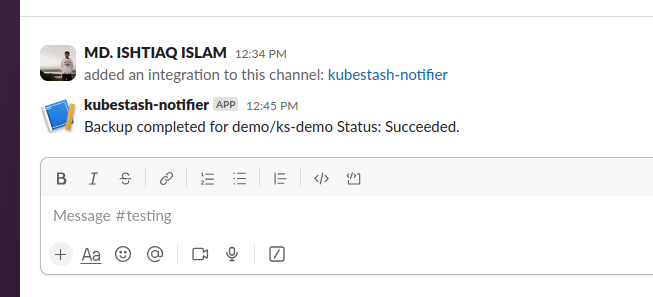 MD. ISHTIAQ ISLAM 12:34 PM
added an integration to this channel: kubestash-notifier
kubestash-notifier APP 12:45 PM
Backup completed for demo/ks-demo Status: Succeeded.
B I S
Message #testing
+ Aa @